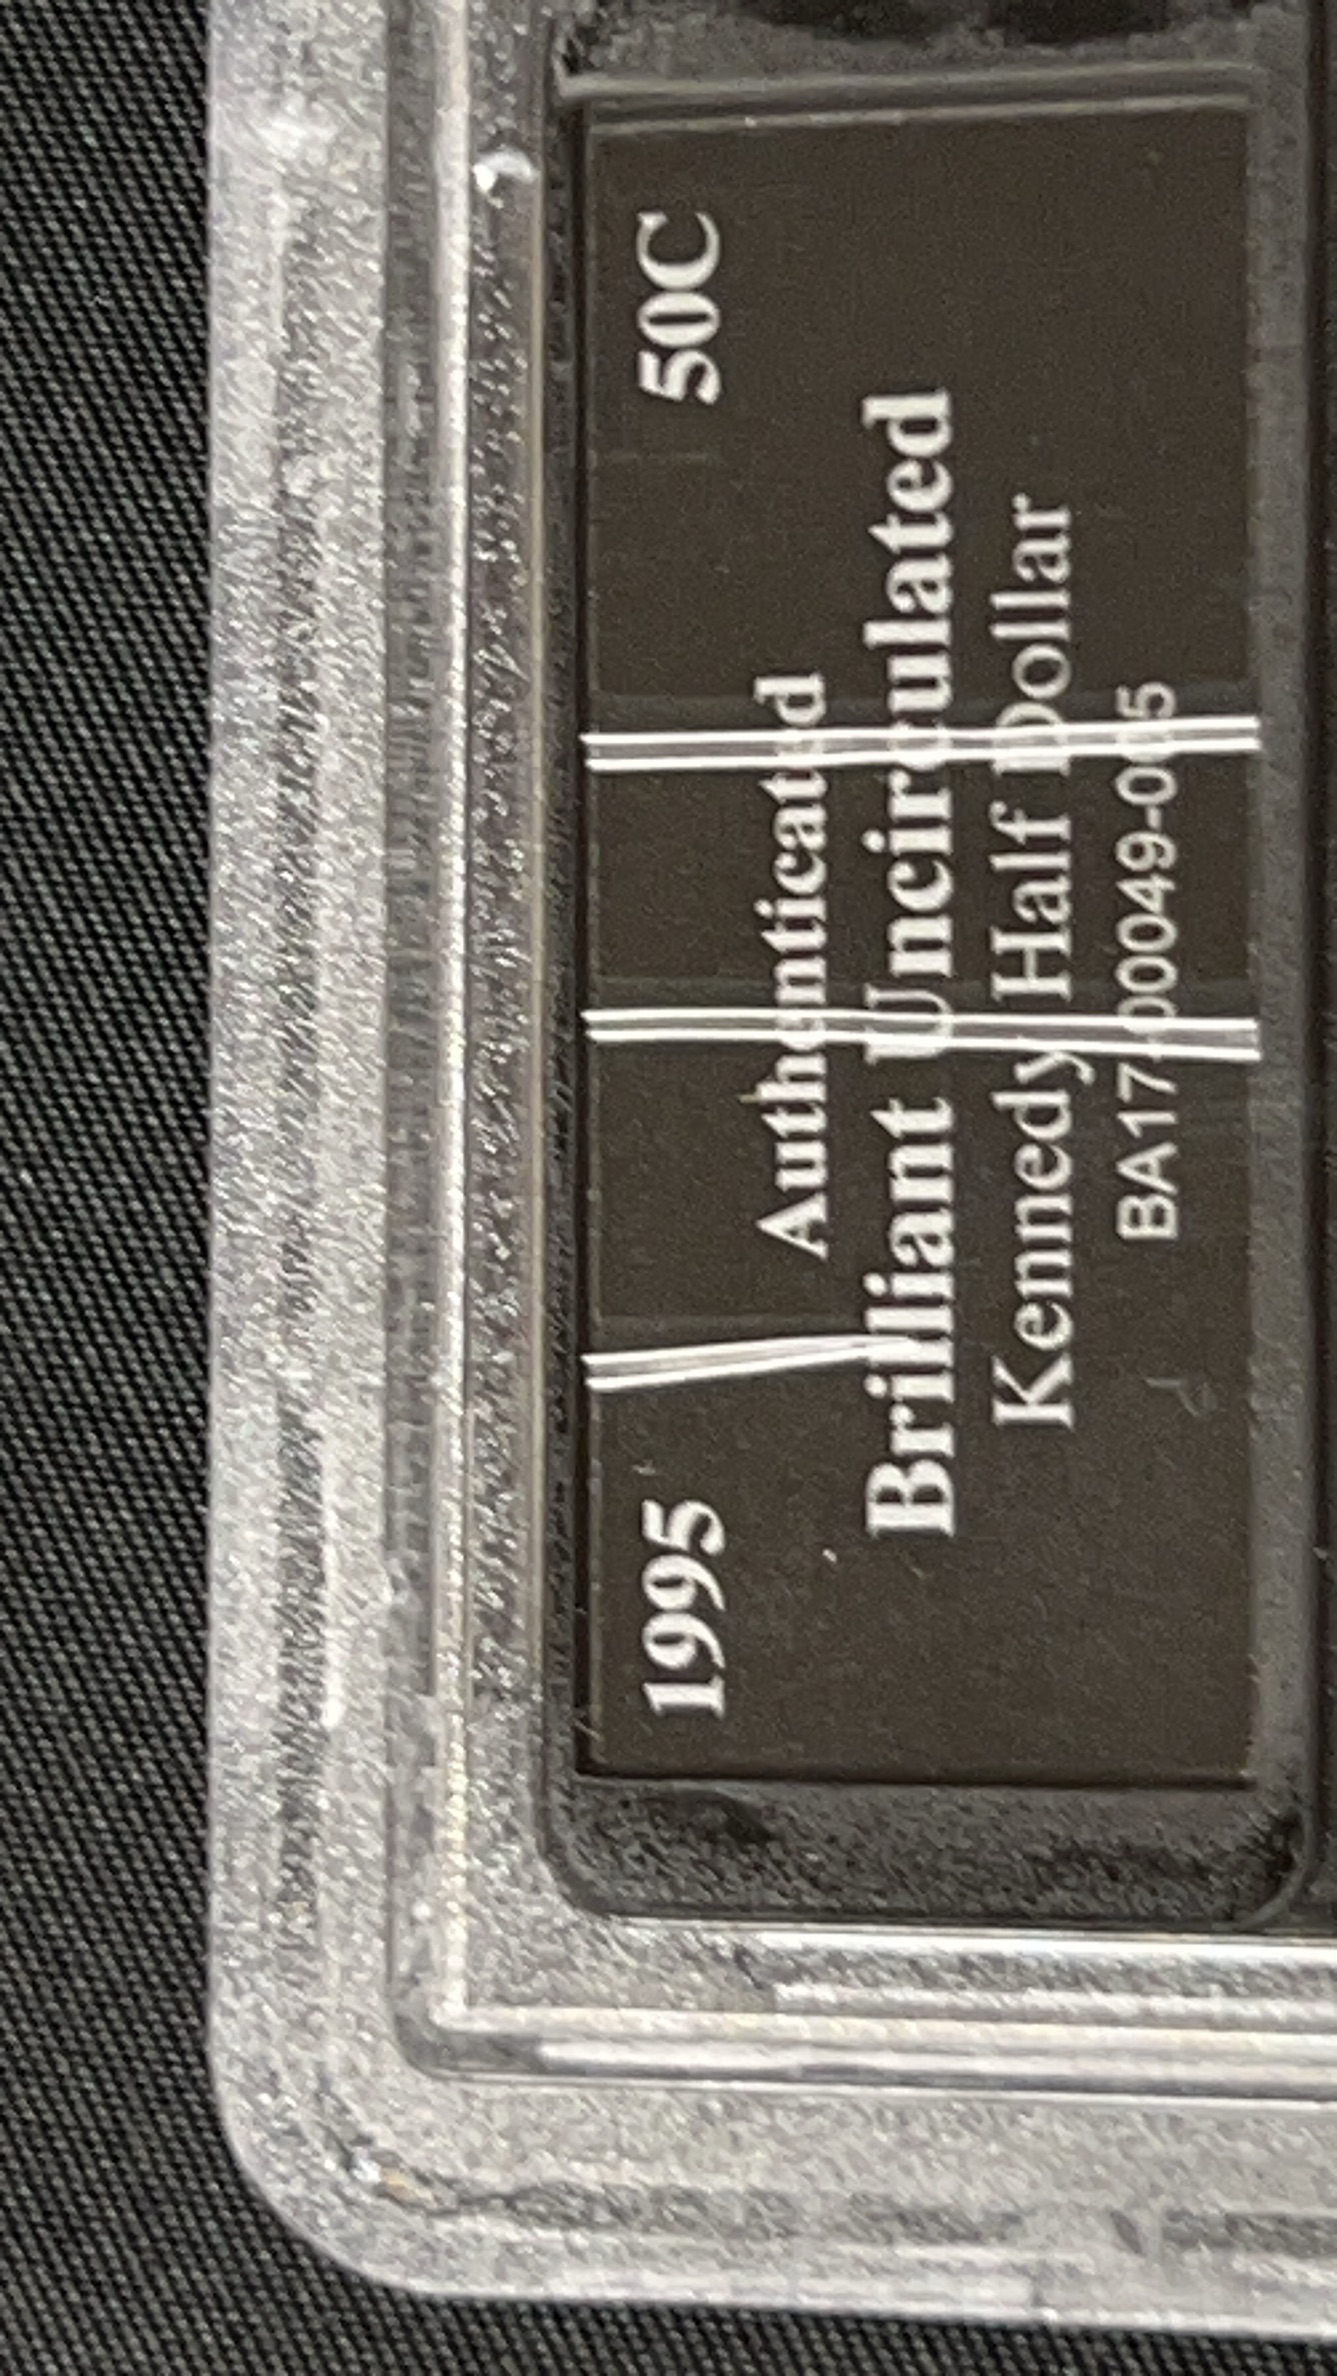 1995 50C
Authenticated
Brilliant Uncirculated
Kennedy Half Dollar